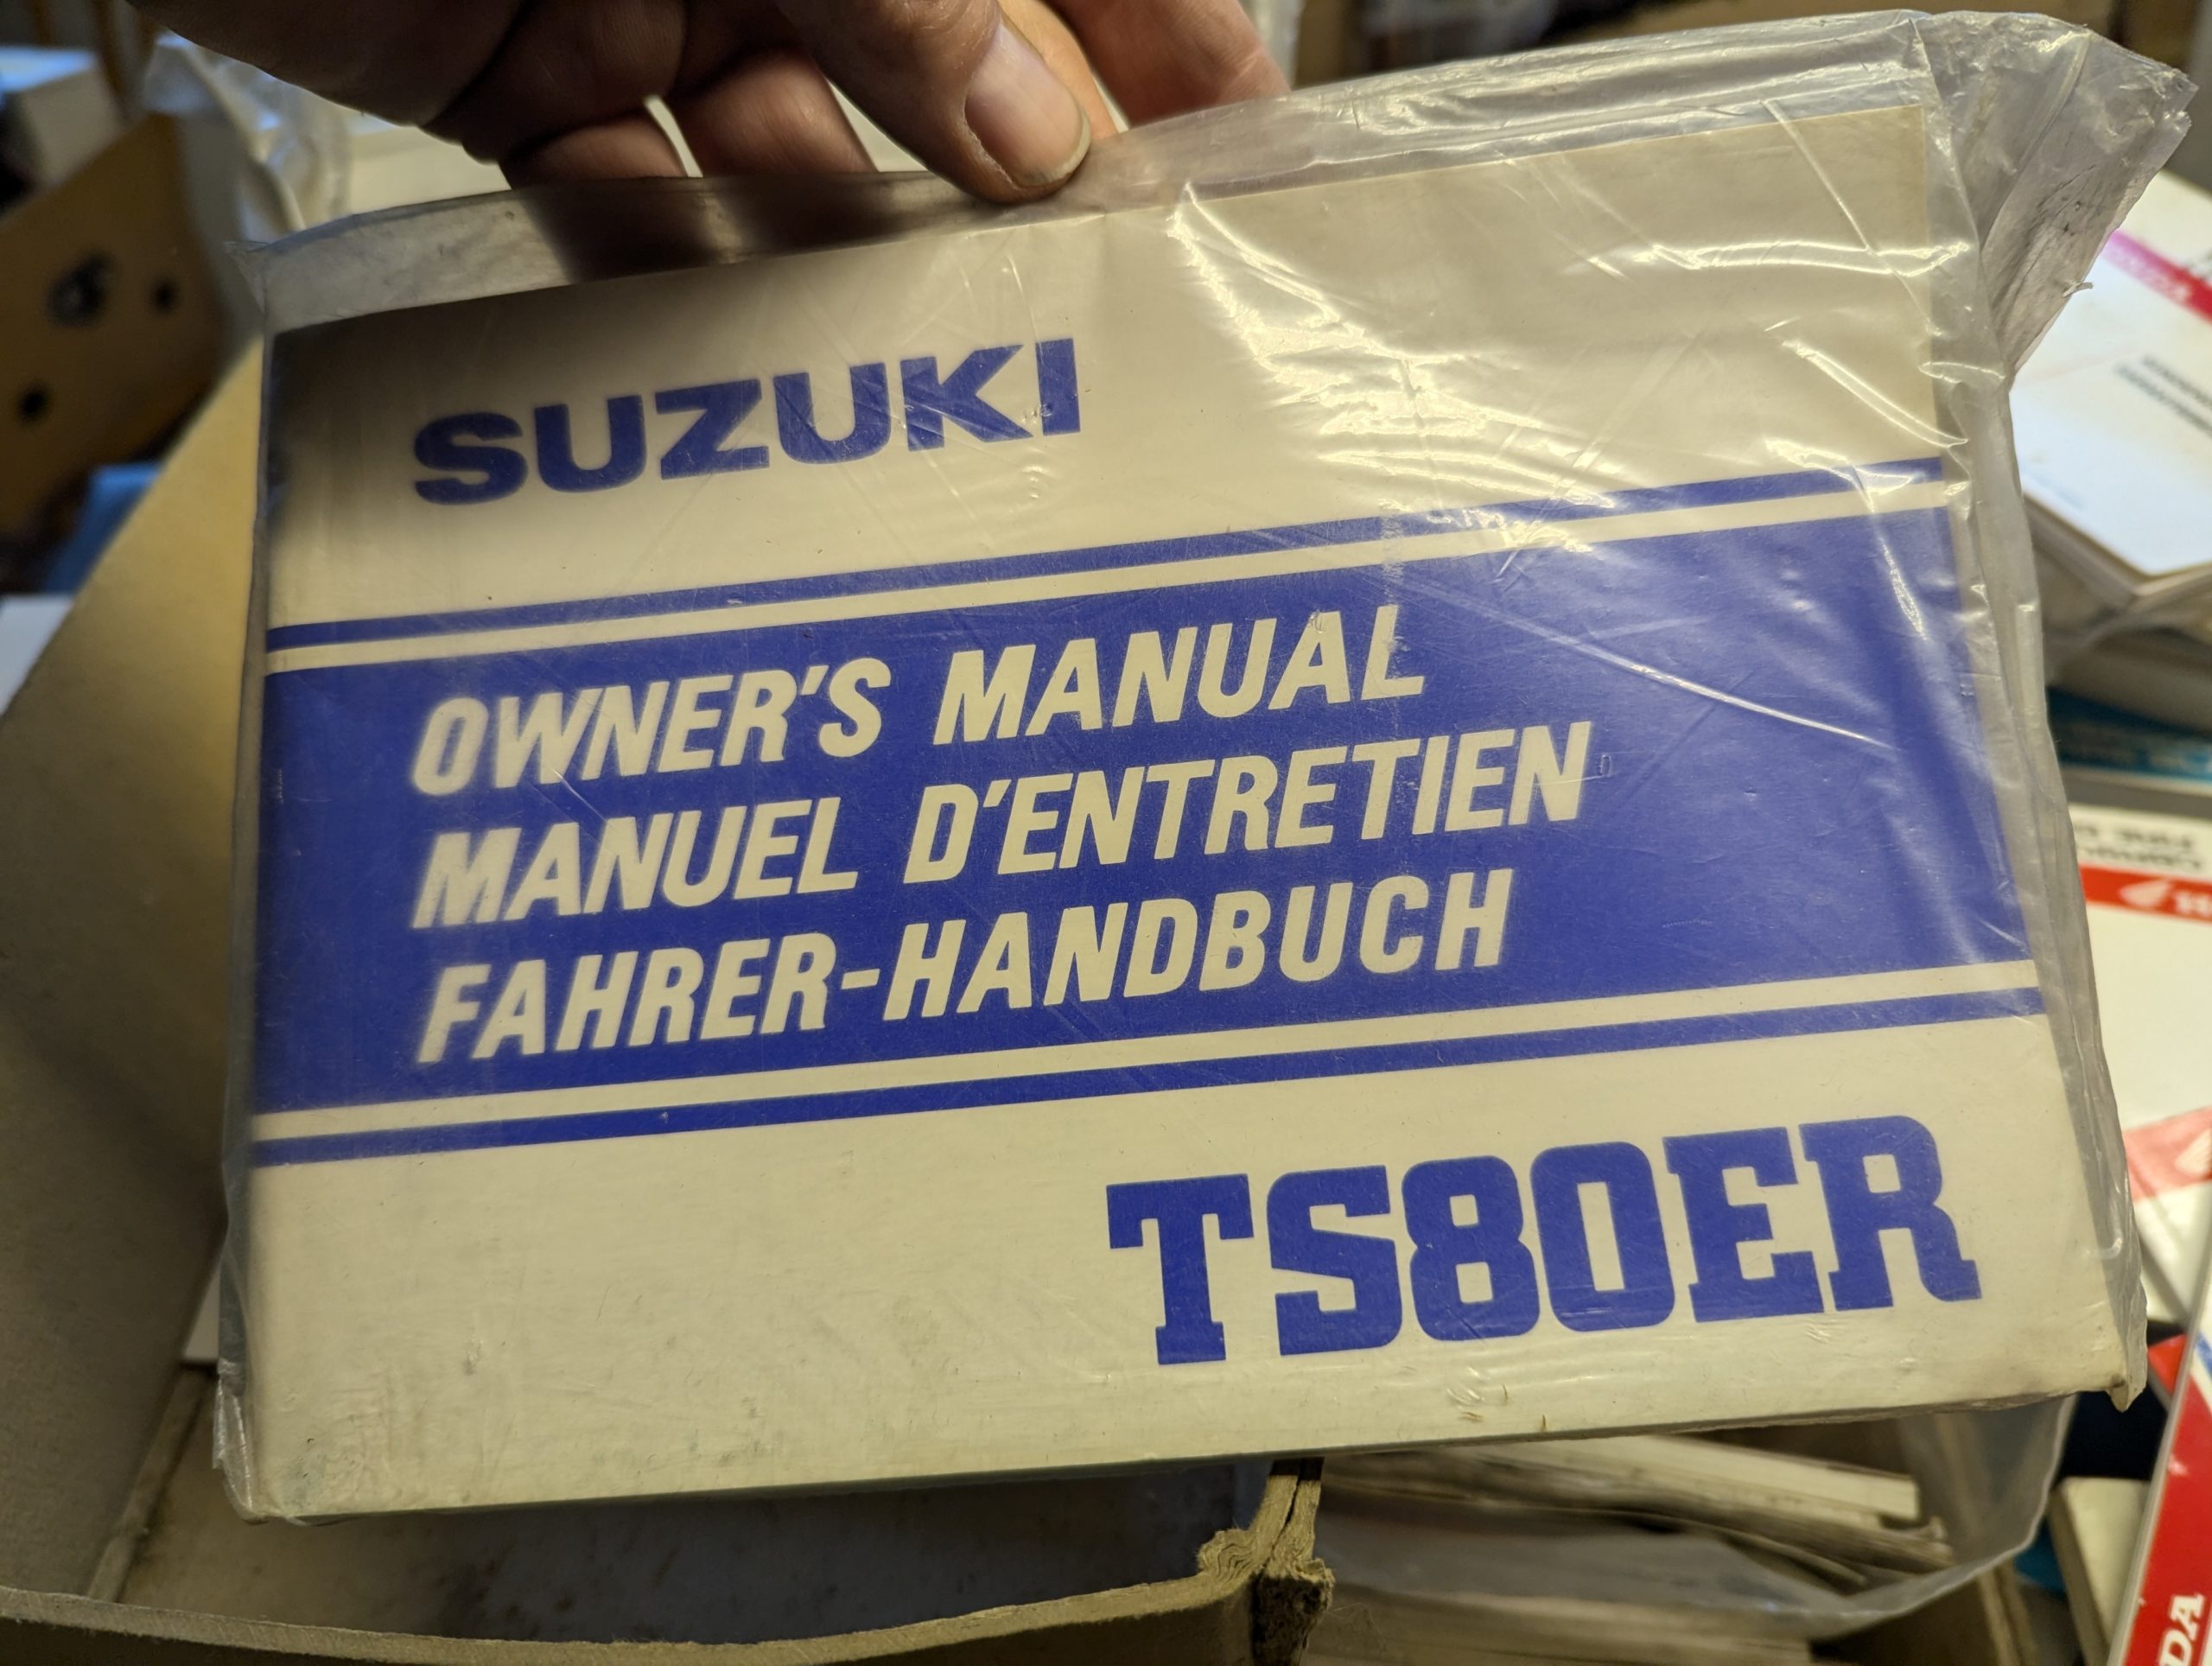 SUZUKI
OWNER'S MANUAL
MANUEL D'ENTRETIEN
FAHRER-HANDBUCH
TS80ER